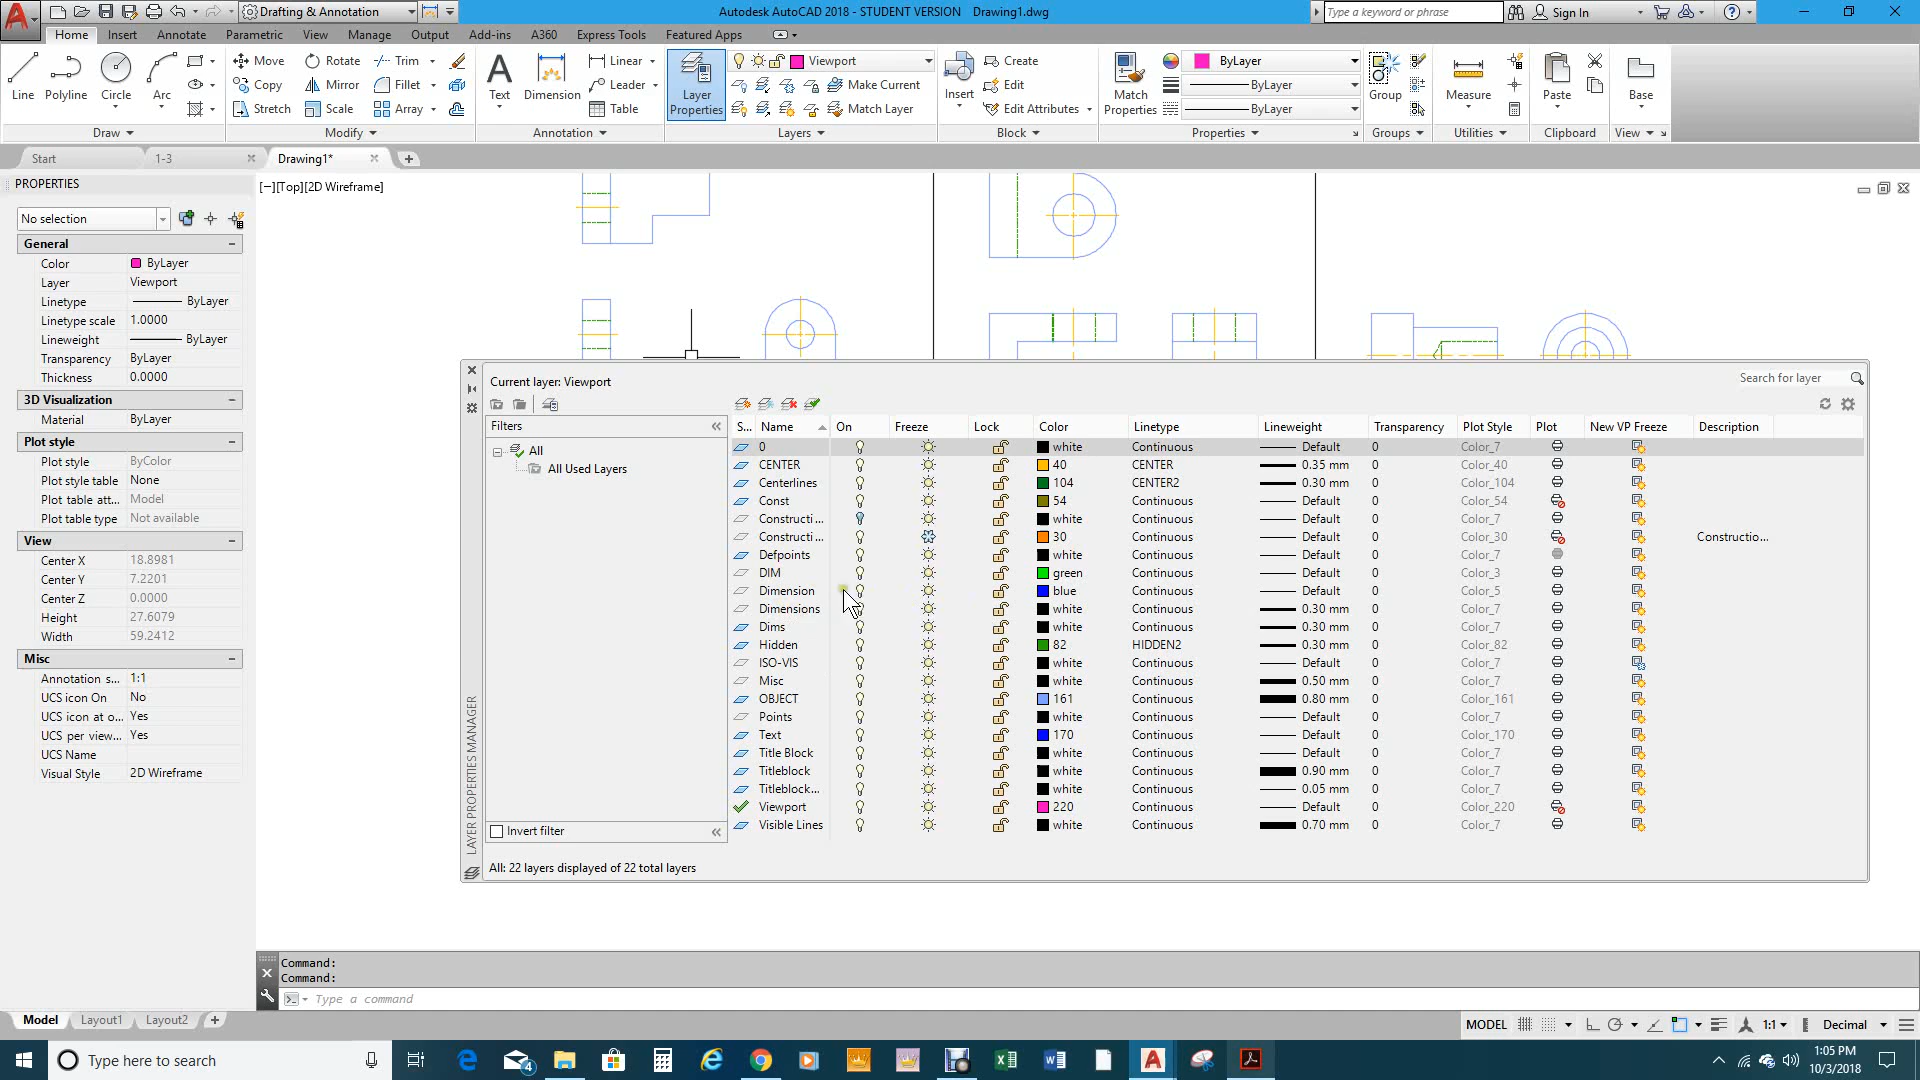 Drafting & Annotation
Autodesk AutoCAD 2018 - STUDENT VERSION Drawing1.dwg
Type a keyword or phrase
Sign In
Home Insert Annotate Parametric View Manage Output Add-ins A360 Express Tools Featured Apps
Line Polyline Circle Arc
Move Rotate Trim
Copy Mirror Fillet
Stretch Scale Array
Text Dimension
Linear
Leader
Table
Layer Properties
Viewport
Make Current
Match Layer
Insert
Create
Edit
Edit Attributes
Match Properties
ByLayer
ByLayer
ByLayer
Group Measure Paste Base
Draw Modify Annotation Layers Block Properties Groups Utilities Clipboard View
Start 1-3 Drawing1*
PROPERTIES
[−][Top][2D Wireframe]
No selection
General
Color ByLayer
Layer Viewport
Linetype ByLayer
Linetype scale 1.0000
Lineweight ByLayer
Transparency ByLayer
Thickness 0.0000
3D Visualization
Material ByLayer
Plot style
Plot style ByColor
Plot style table None
Plot table att... Model
Plot table type Not available
View
Center X 18.8981
Center Y 7.2201
Center Z 0.0000
Height 27.6079
Width 59.2412
Misc
Annotation s... 1:1
UCS icon On No
UCS icon at o... Yes
UCS per view... Yes
UCS Name
Visual Style 2D Wireframe
LAYER PROPERTIES MANAGER
Current layer: Viewport
Search for layer
Filters
All
All Used Layers
Invert filter
All: 22 layers displayed of 22 total layers
S... Name On Freeze Lock Color Linetype Lineweight Transparency Plot Style Plot New VP Freeze Description
0 white Continuous Default 0 Color_7
CENTER 40 CENTER 0.35 mm 0 Color_40
Centerlines 104 CENTER2 0.30 mm 0 Color_104
Const 54 Continuous Default 0 Color_54
Constructi ... white Continuous Default 0 Color_7
Constructi ... 30 Continuous Default 0 Color_30 Constructio...
Defpoints white Continuous Default 0 Color_7
DIM green Continuous Default 0 Color_3
Dimension blue Continuous Default 0 Color_5
Dimensions white Continuous 0.30 mm 0 Color_7
Dims white Continuous 0.30 mm 0 Color_7
Hidden 82 HIDDEN2 0.30 mm 0 Color_82
ISO-VIS white Continuous Default 0 Color_7
Misc white Continuous 0.50 mm 0 Color_7
OBJECT 161 Continuous 0.80 mm 0 Color_161
Points white Continuous Default 0 Color_7
Text 170 Continuous Default 0 Color_170
Title Block white Continuous Default 0 Color_7
Titleblock white Continuous 0.90 mm 0 Color_7
Titleblock... white Continuous 0.05 mm 0 Color_7
Viewport 220 Continuous Default 0 Color_220
Visible Lines white Continuous 0.70 mm 0 Color_7
Command:
Command:
Type a command
Model Layout1 Layout2
MODEL 1:1 Decimal
Type here to search
4
1:05 PM
10/3/2018